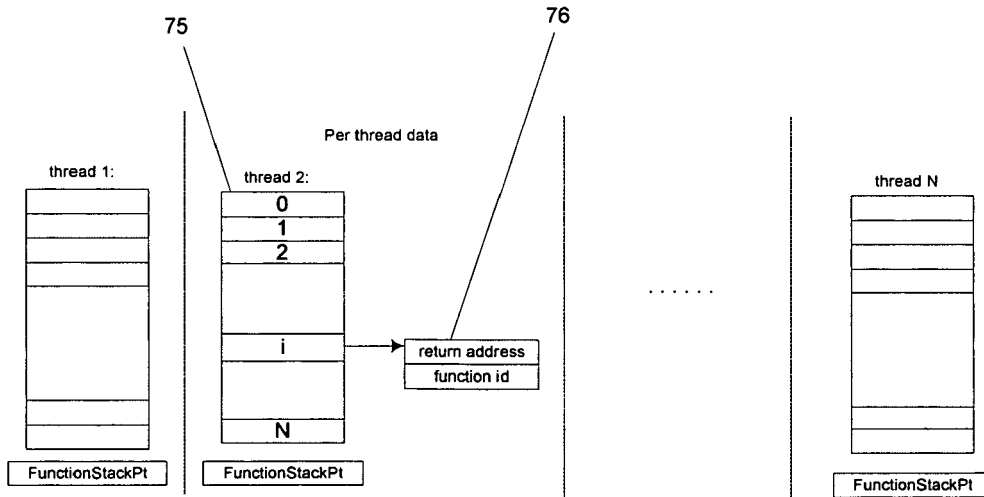 75
76
Per thread data
thread 1:
thread 2:
thread N
0
1
2
i
N
return address
function id
. . . . . .
FunctionStackPt
FunctionStackPt
FunctionStackPt